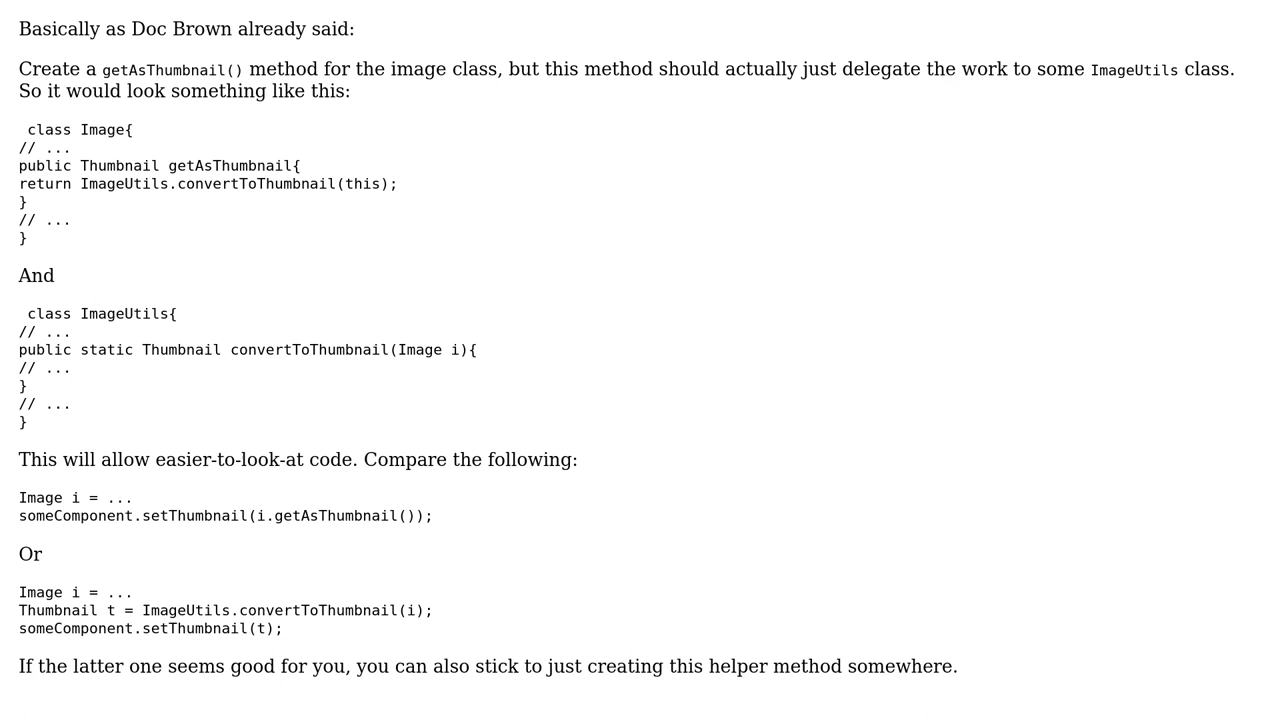 Basically as Doc Brown already said:
Create a getAsThumbnail() method for the image class, but this method should actually just delegate the work to some ImageUtils class.
So it would look something like this:
 class Image{
// ...
public Thumbnail getAsThumbnail{
return ImageUtils.convertToThumbnail(this);
}
// ...
}
And
 class ImageUtils{
// ...
public static Thumbnail convertToThumbnail(Image i){
// ...
}
// ...
}
This will allow easier-to-look-at code. Compare the following:
Image i = ...
someComponent.setThumbnail(i.getAsThumbnail());
Or
Image i = ...
Thumbnail t = ImageUtils.convertToThumbnail(i);
someComponent.setThumbnail(t);
If the latter one seems good for you, you can also stick to just creating this helper method somewhere.